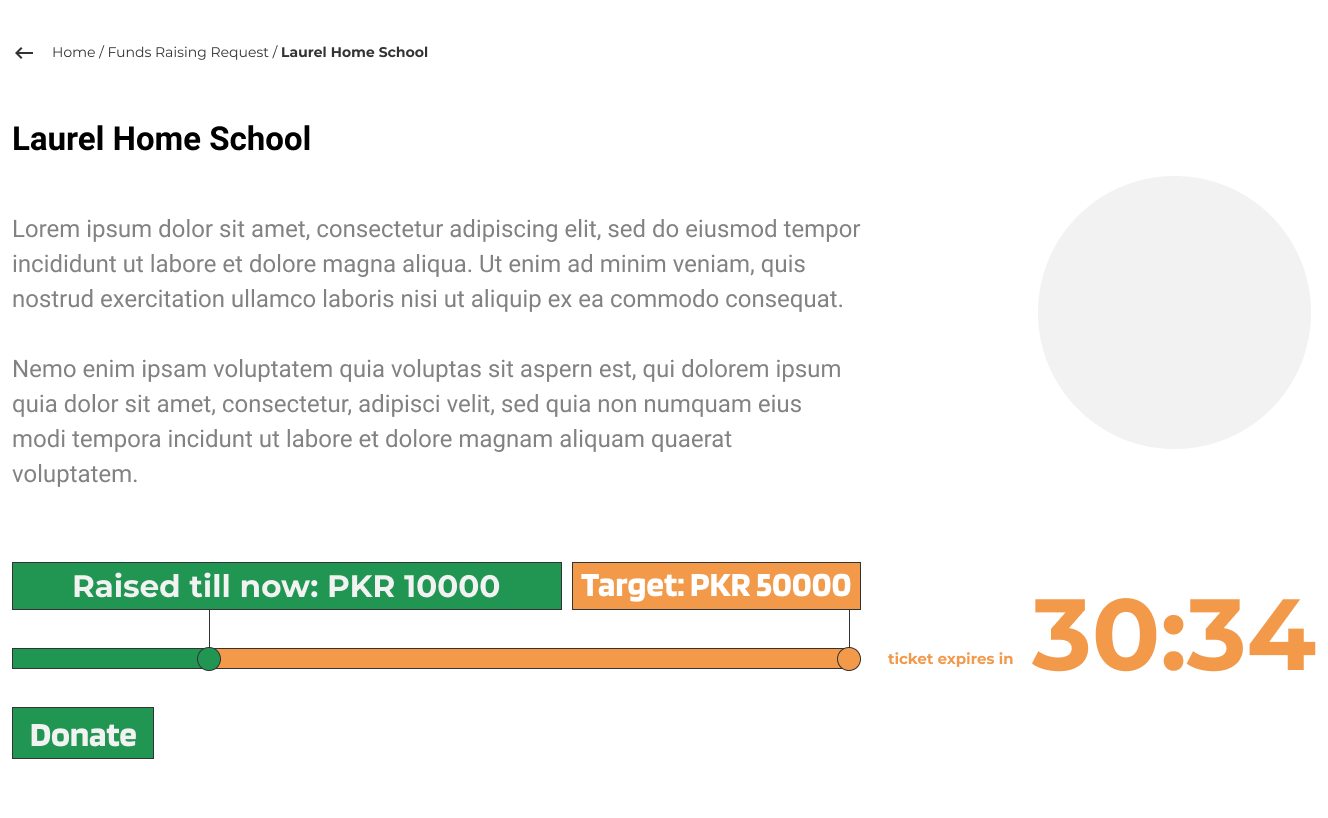 Home / Funds Raising Request / Laurel Home School
Laurel Home School
Lorem ipsum dolor sit amet, consectetur adipiscing elit, sed do eiusmod tempor
incididunt ut labore et dolore magna aliqua. Ut enim ad minim veniam, quis
nostrud exercitation ullamco laboris nisi ut aliquip ex ea commodo consequat.
Nemo enim ipsam voluptatem quia voluptas sit aspern est, qui dolorem ipsum
quia dolor sit amet, consectetur, adipisci velit, sed quia non numquam eius
modi tempora incidunt ut labore et dolore magnam aliquam quaerat
voluptatem.
Raised till now: PKR 10000
Target: PKR 50000
ticket expires in
30:34
Donate